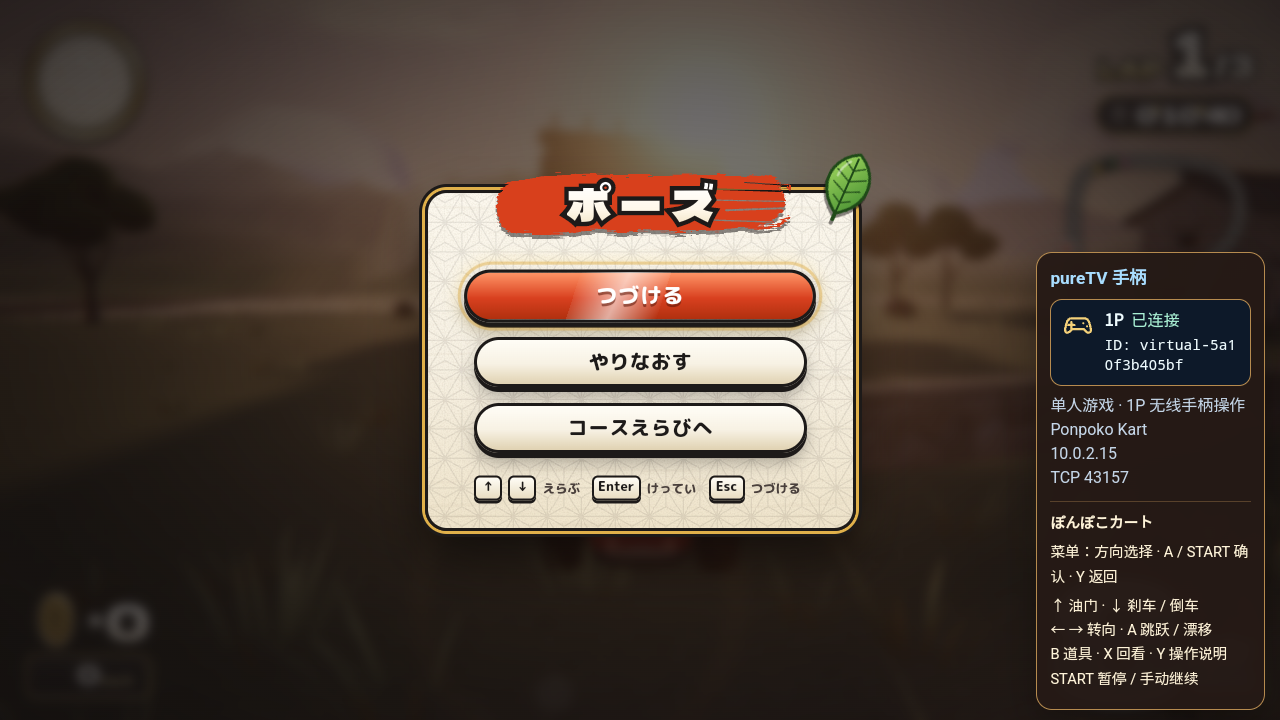 1
ポーズ
つづける
やりなおす
コースえらびへ
↑ ↓ えらぶ Enter けってい Esc つづける
pureTV 手柄
1P 已连接
ID: virtual-5a1
0f3b405bf
单人游戏 · 1P 无线手柄操作
Ponpoko Kart
10.0.2.15
TCP 43157
ぽんぽこカート
菜单：方向选择 · A / START 确
认 · Y 返回
↑ 油门 · ↓ 刹车 / 倒车
← → 转向 · A 跳跃 / 漂移
B 道具 · X 回看 · Y 操作说明
START 暂停 / 手动继续